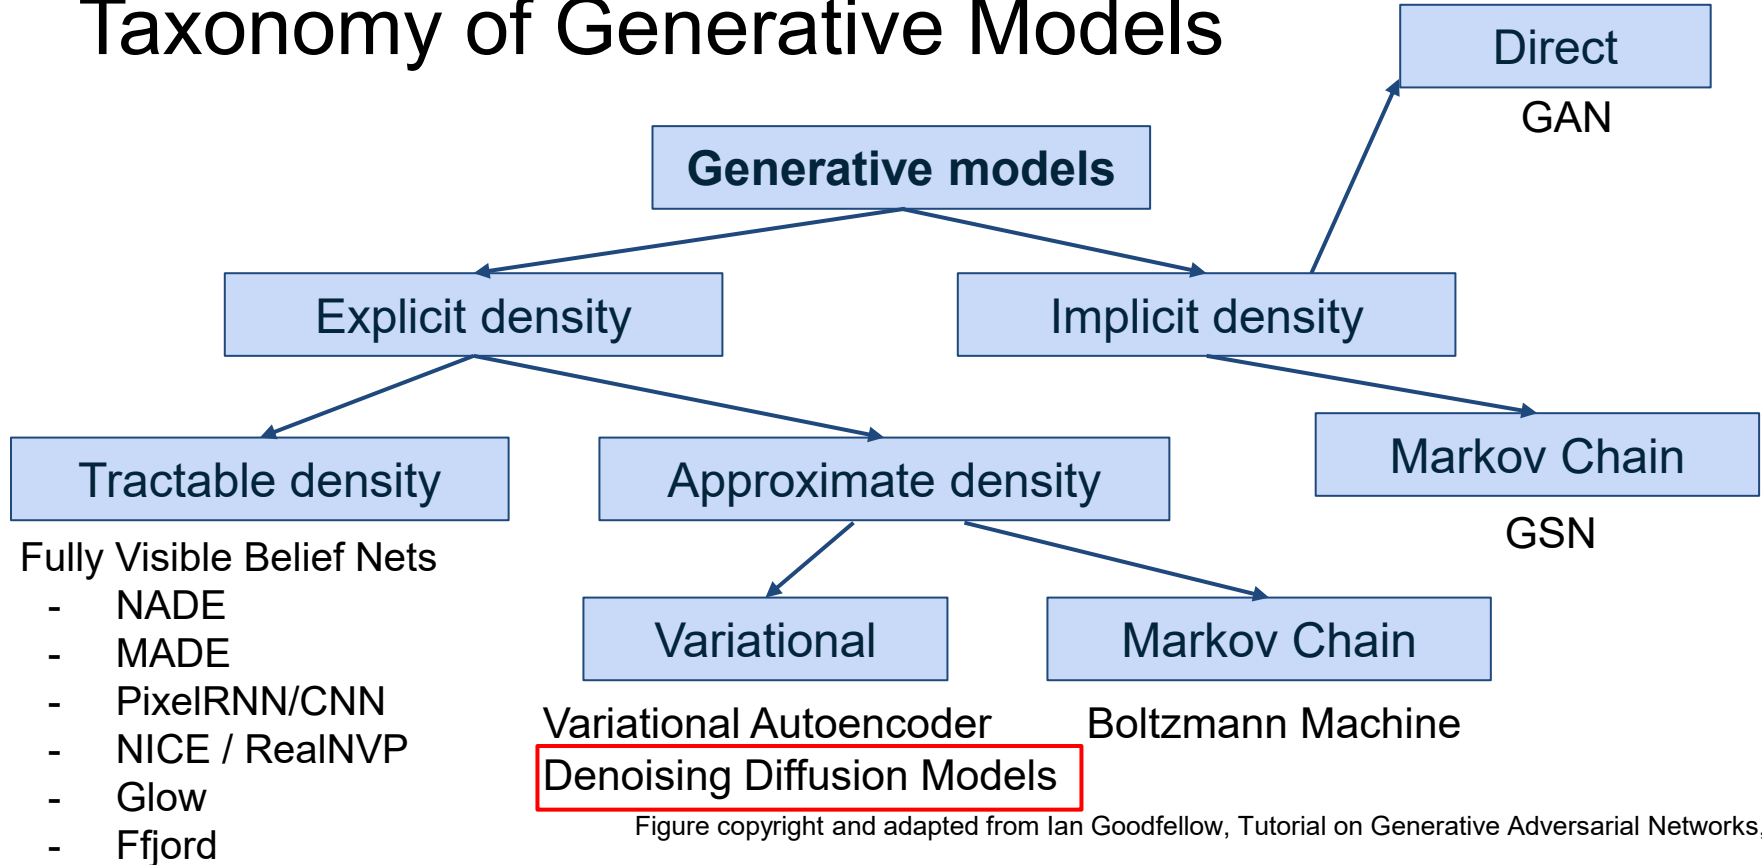 Taxonomy of Generative Models
Direct
GAN
Generative models
Explicit density
Implicit density
Tractable density
Approximate density
Markov Chain
GSN
Fully Visible Belief Nets
- NADE
- MADE
- PixelRNN/CNN
- NICE / RealNVP
- Glow
- Ffjord
Variational
Markov Chain
Variational Autoencoder
Denoising Diffusion Models
Boltzmann Machine
Figure copyright and adapted from Ian Goodfellow, Tutorial on Generative Adversarial Networks,